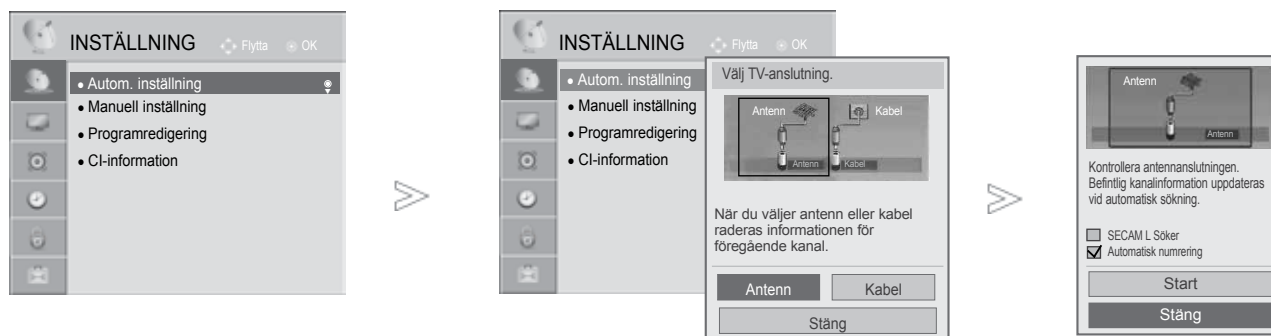 INSTÄLLNING Flytta OK
• Autom. inställning
• Manuell inställning
• Programredigering
• CI-information
INSTÄLLNING Flytta OK
• Autom. inställning
• Manuell inställning
• Programredigering
• CI-information
Välj TV-anslutning.
Antenn Kabel
Antenn Kabel
När du väljer antenn eller kabel
raderas informationen för
föregående kanal.
Antenn Kabel
Stäng
Antenn
Antenn
Kontrollera antennanslutningen.
Befintlig kanalinformation uppdateras
vid automatisk sökning.
SECAM L Söker
Automatisk numrering
Start
Stäng